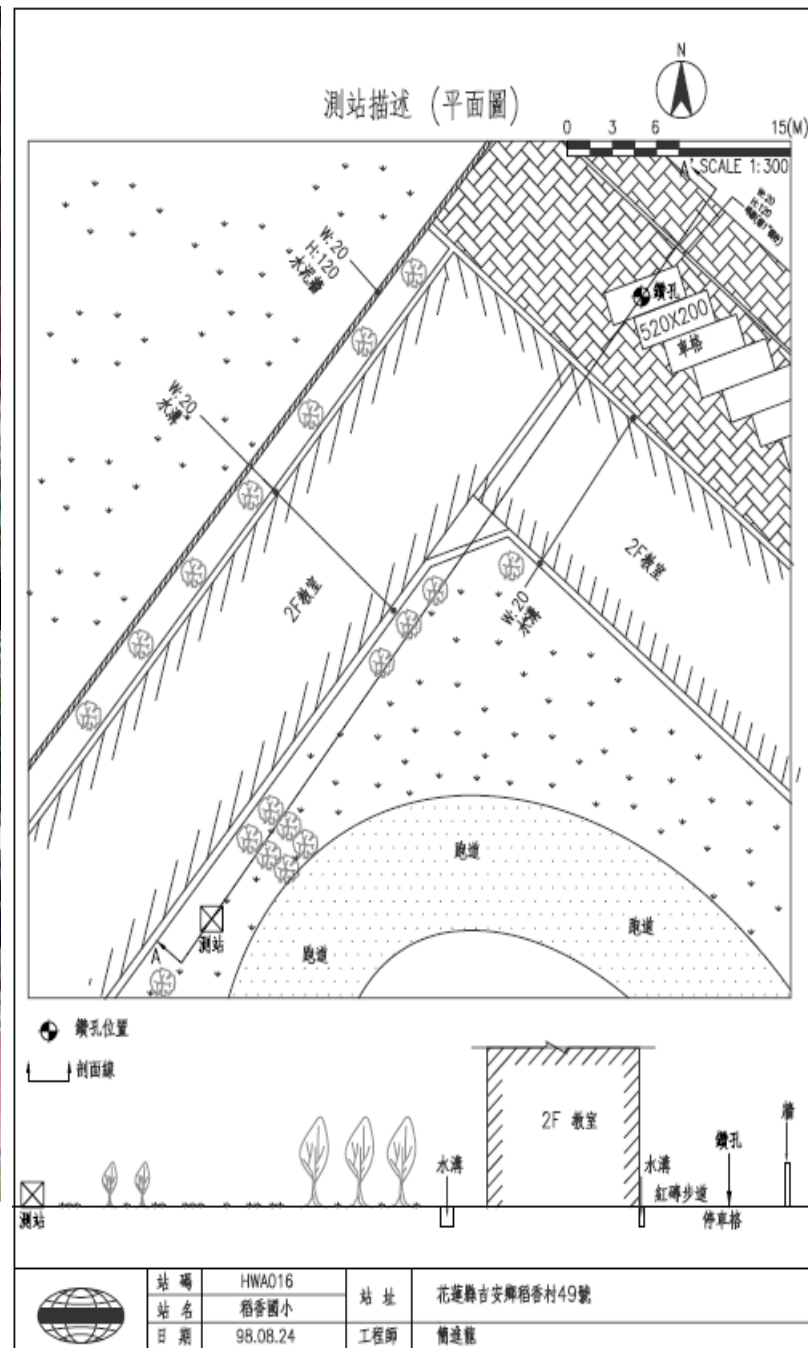 測站描述 (平面圖)
N
0 3 6 15(M)
SCALE 1:300
A'
W:20
H:120
W:20
H:120
水泥牆
鑽孔
520X200
車格
W:20
水溝
2F教室
2F教室
W:20
水溝
跑道
跑道
跑道
測站
A
鑽孔位置
剖面線
2F 教室
牆
鑽孔
水溝
水溝
紅磚步道
停車格
測站
站 碼 HWA016
站 名 稻香國小
日 期 98.08.24
站 址 花蓮縣吉安鄉稻香村49號
工程師 簡進龍